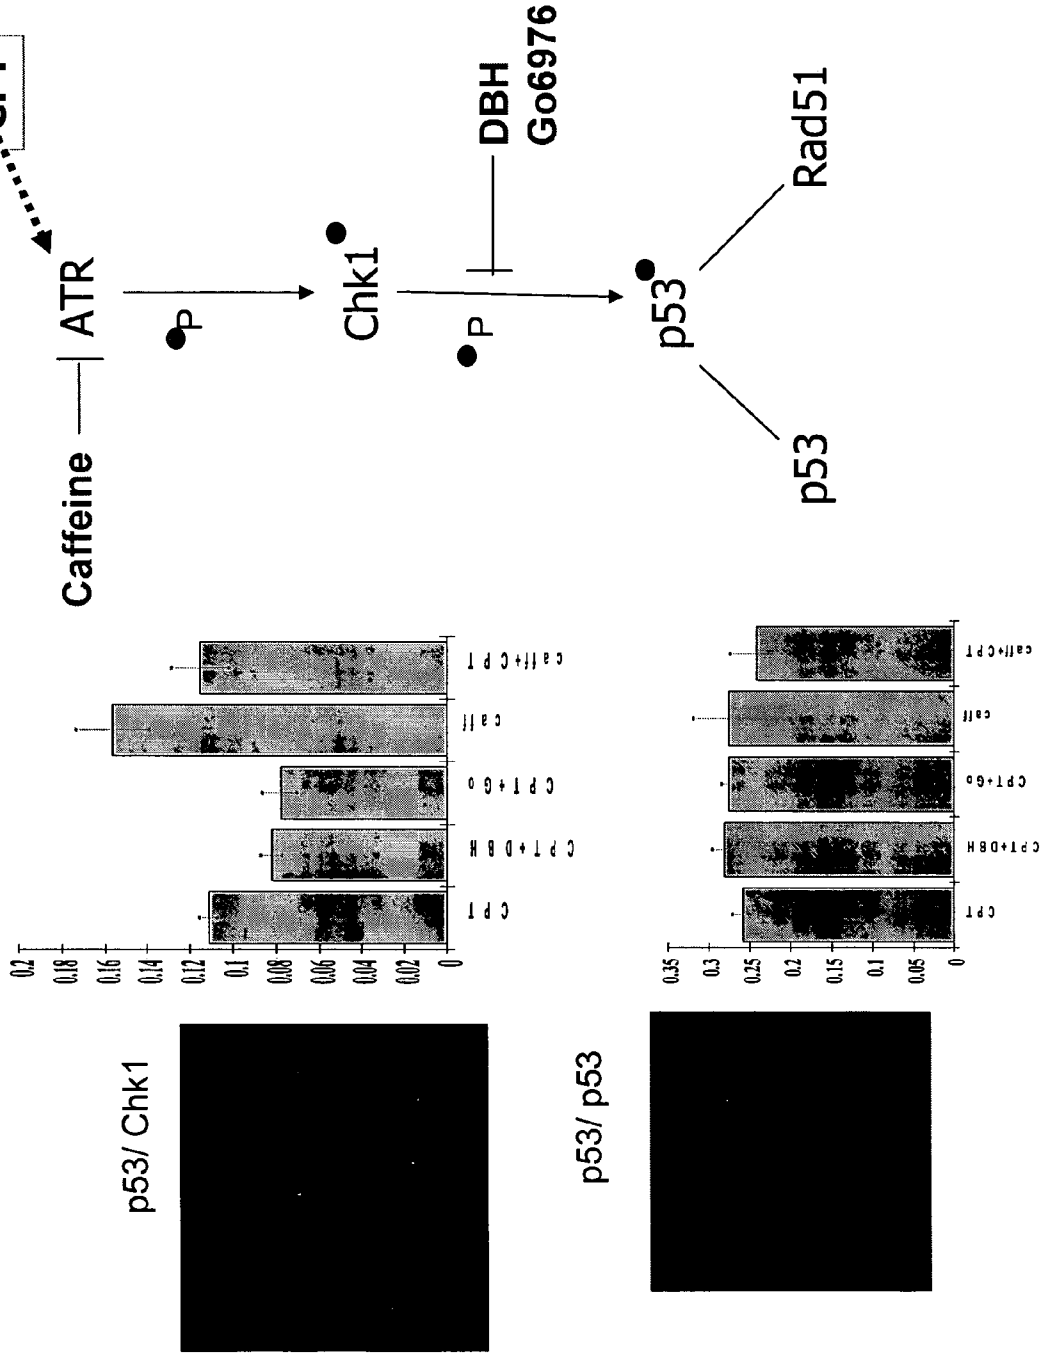 p53/ Chk1
0.2
0.18
0.16
0.14
0.12
0.1
0.08
0.06
0.04
0.02
0
CPT
CPT+DBH
CPT+Go
caff
caff+CPT
p53/ p53
0.35
0.3
0.25
0.2
0.15
0.1
0.05
0
CPT
CPT+DBH
CPT+Go
caff
caff+CPT
Caffeine
ATR
P
Chk1
P
DBH
Go6976
p53
p53
Rad51